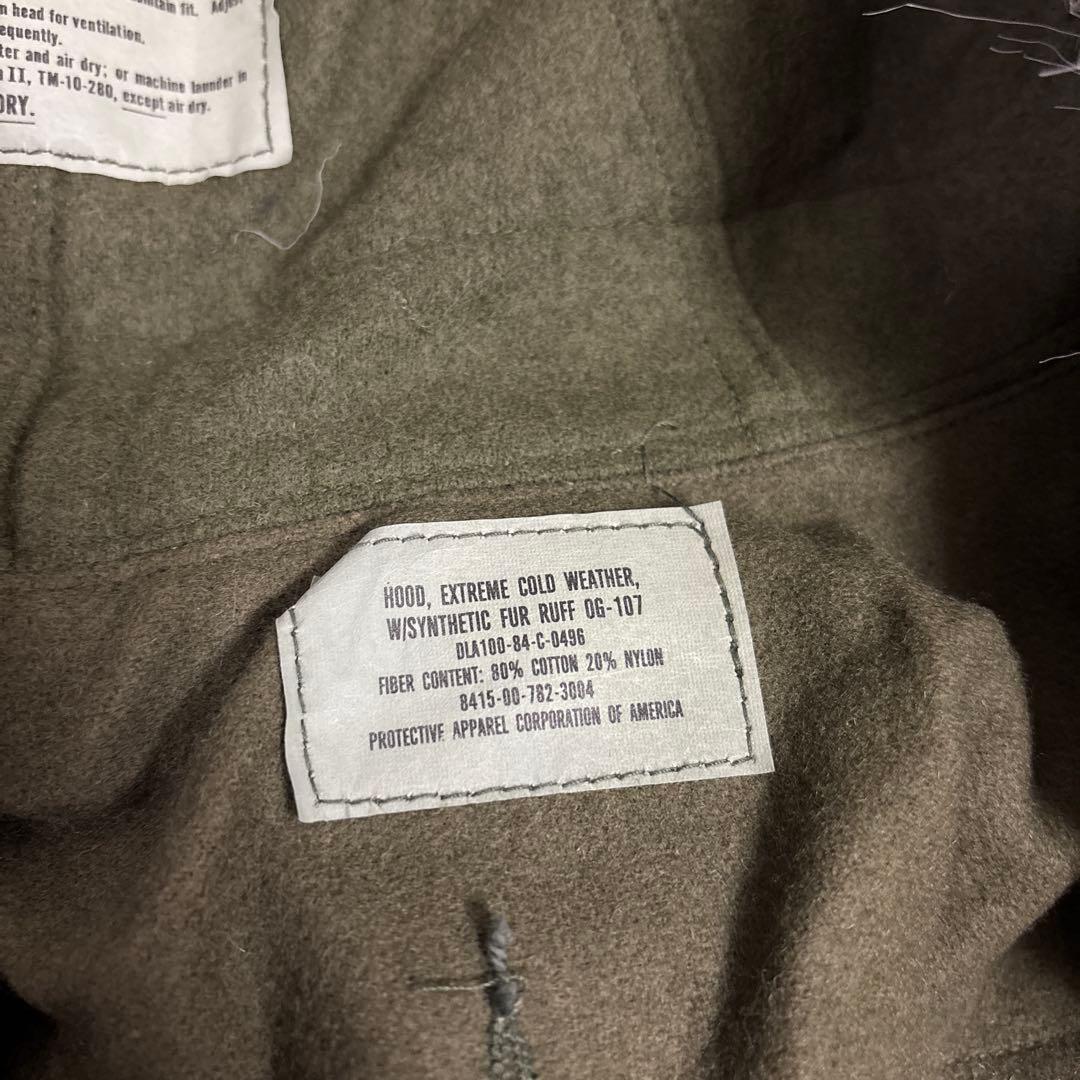 fit. Adjust
head for ventilation.
and air dry; or machine launder in
II, TM-10-280, except air dry.
DRY.
HOOD, EXTREME COLD WEATHER,
W/SYNTHETIC FUR RUFF OG-107
DLA100-84-C-0496
FIBER CONTENT: 80% COTTON 20% NYLON
8415-00-782-3004
PROTECTIVE APPAREL CORPORATION OF AMERICA